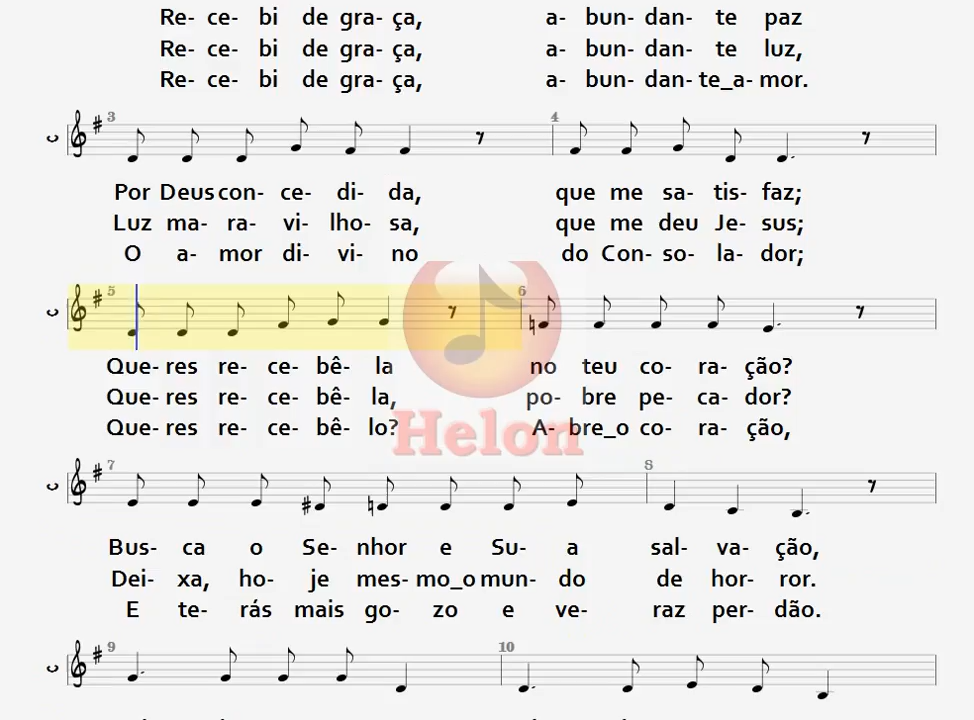 Re- ce- bi de gra- ça, a- bun- dan- te paz
Re- ce- bi de gra- ça, a- bun- dan- te luz,
Re- ce- bi de gra- ça, a- bun- dan- te_a- mor.
3 4
Por Deus con- ce- di- da, que me sa- tis- faz;
Luz ma- ra- vi- lho- sa, que me deu Je- sus;
O a- mor di- vi- no do Con- so- la- dor;
5 6
Que- res re- ce- bê- la no teu co- ra- ção?
Que- res re- ce- bê- la, po- bre pe- ca- dor?
Que- res re- ce- bê- lo? A- bre_o co- ra- ção,
Helon
7 8
Bus- ca o Se- nhor e Su- a sal- va- ção,
Dei- xa, ho- je mes- mo_o mun- do de hor- ror.
E te- rás mais go- zo e ve- raz per- dão.
9 10